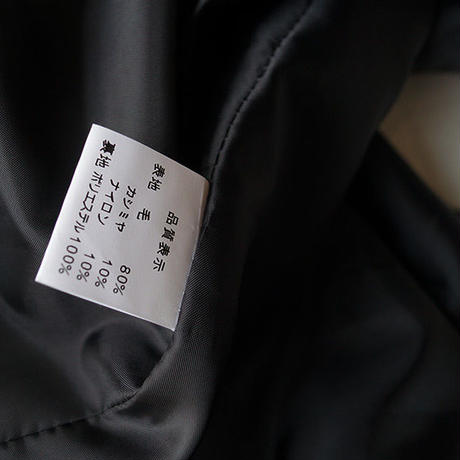 品質表示
表地 毛 80%
カシミヤ 10%
ナイロン 10%
裏地 ポリエステル 100%